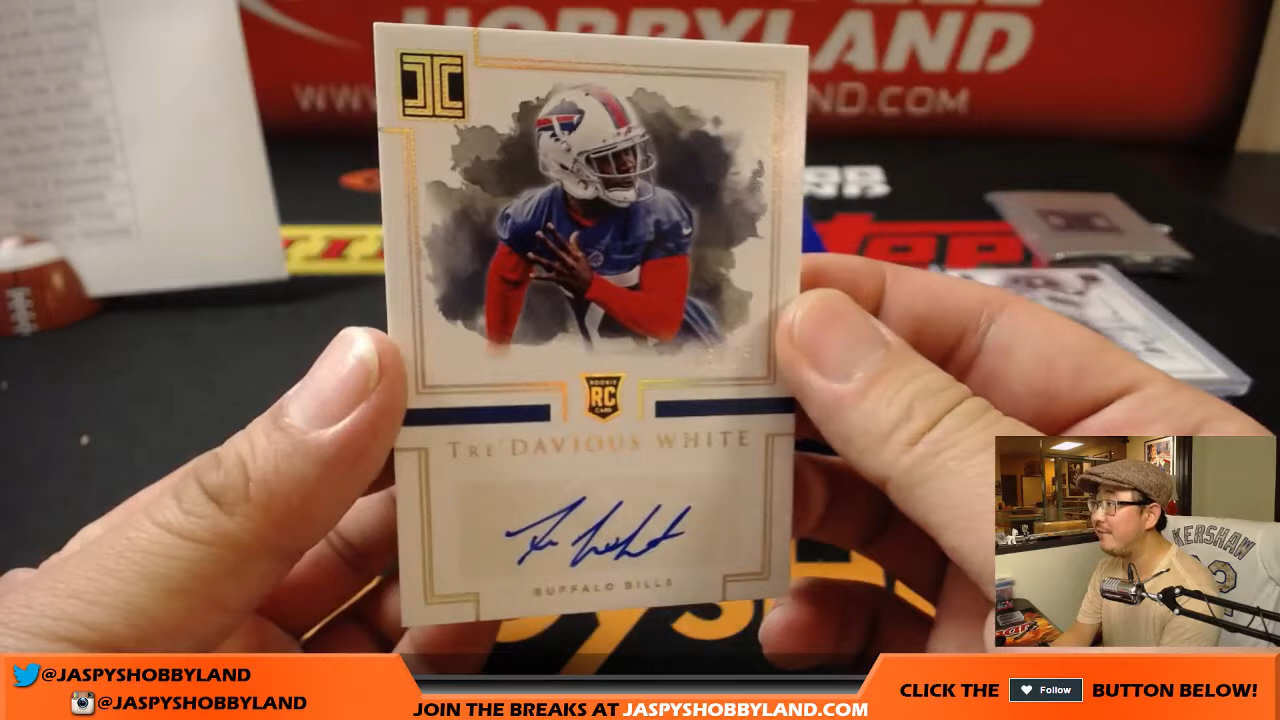 HOBBYLAND
WWW.
ND.COM
ROOKIE
RC
CARD
TRE'DAVIOUS WHITE
BUFFALO BILLS
KERSHAW
@JASPYSHOBBYLAND
@JASPYSHOBBYLAND
JOIN THE BREAKS AT JASPYSHOBBYLAND.COM
CLICK THE Follow BUTTON BELOW!